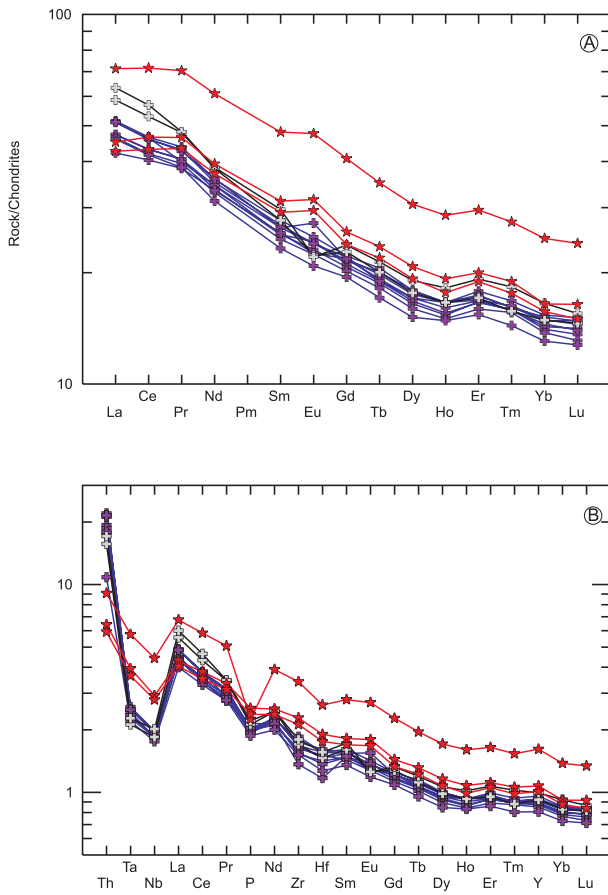 100
A
Rock/Chondrites
10
Ce Nd Sm Gd Dy Er Yb
La Pr Pm Eu Tb Ho Tm Lu
B
10
1
Ta La Pr Nd Hf Eu Tb Ho Tm Yb
Th Nb Ce P Zr Sm Gd Dy Er Y Lu